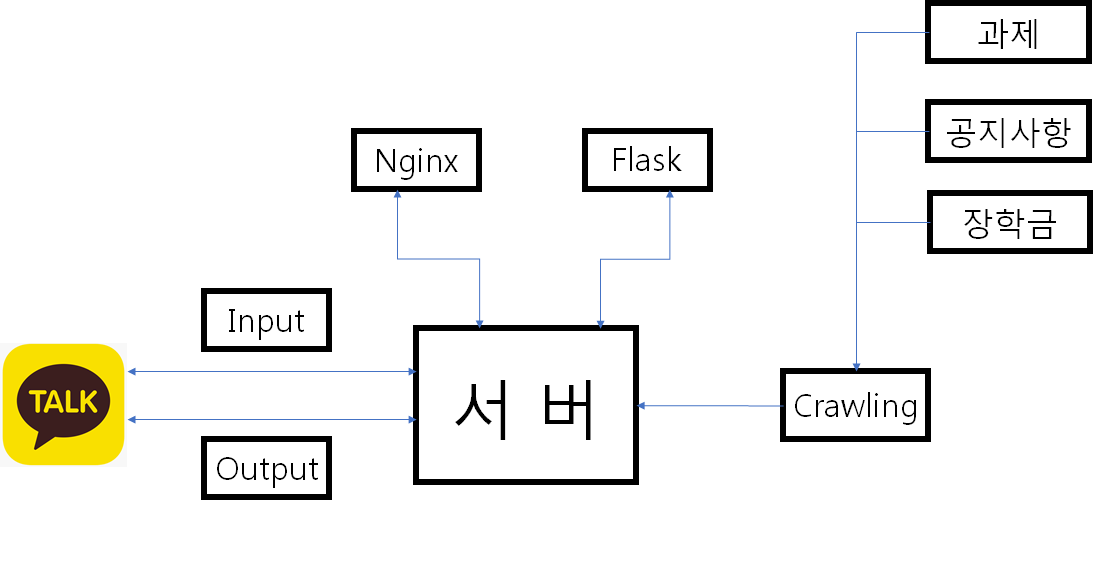 과제
공지사항
장학금
Nginx
Flask
Input
TALK
서 버
Crawling
Output